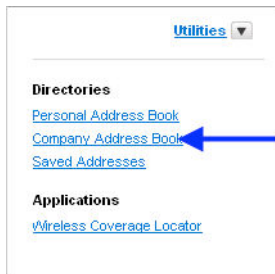 Utilities
Directories
Personal Address Book
Company Address Book
Saved Addresses
Applications
Wireless Coverage Locator